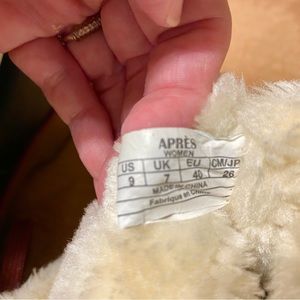 APRÈS
WOMEN
US UK EU CM/JP
9 7 40 26
MADE IN CHINA
Fabriqué en Chine